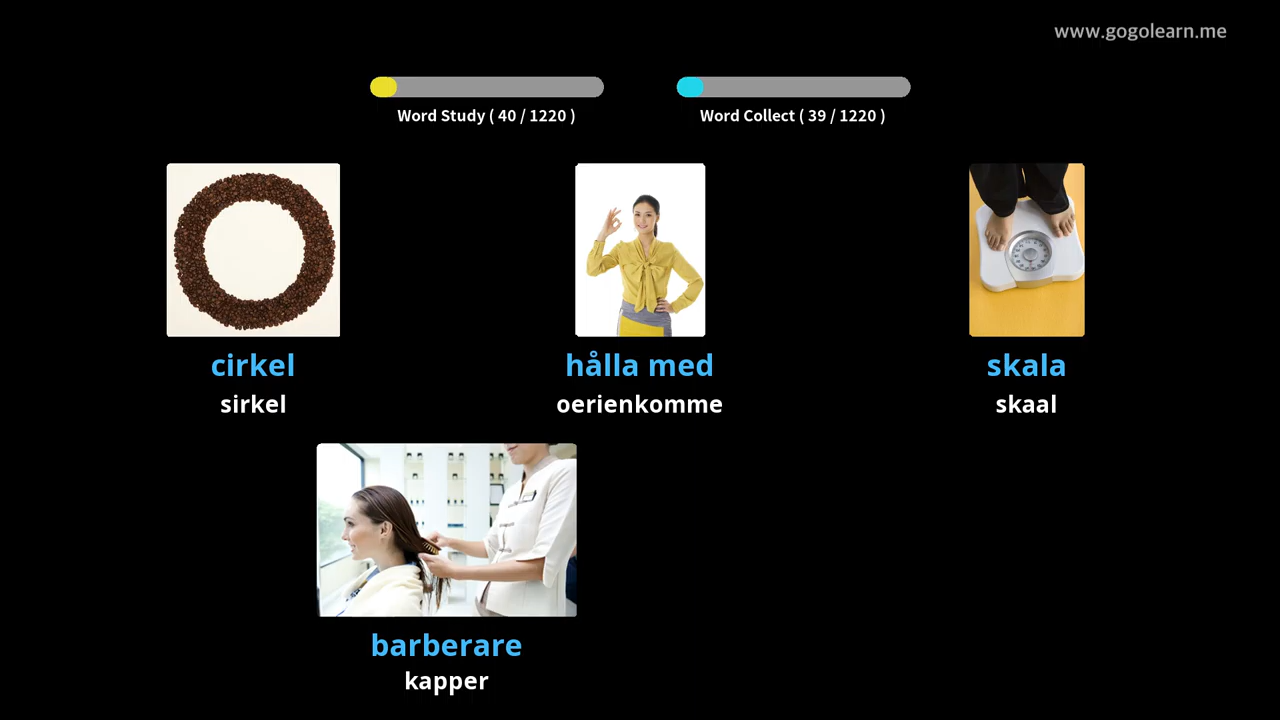 www.gogolearn.me
Word Study ( 40 / 1220 )
Word Collect ( 39 / 1220 )
cirkel
sirkel
hålla med
oerienkomme
skala
skaal
barberare
kapper